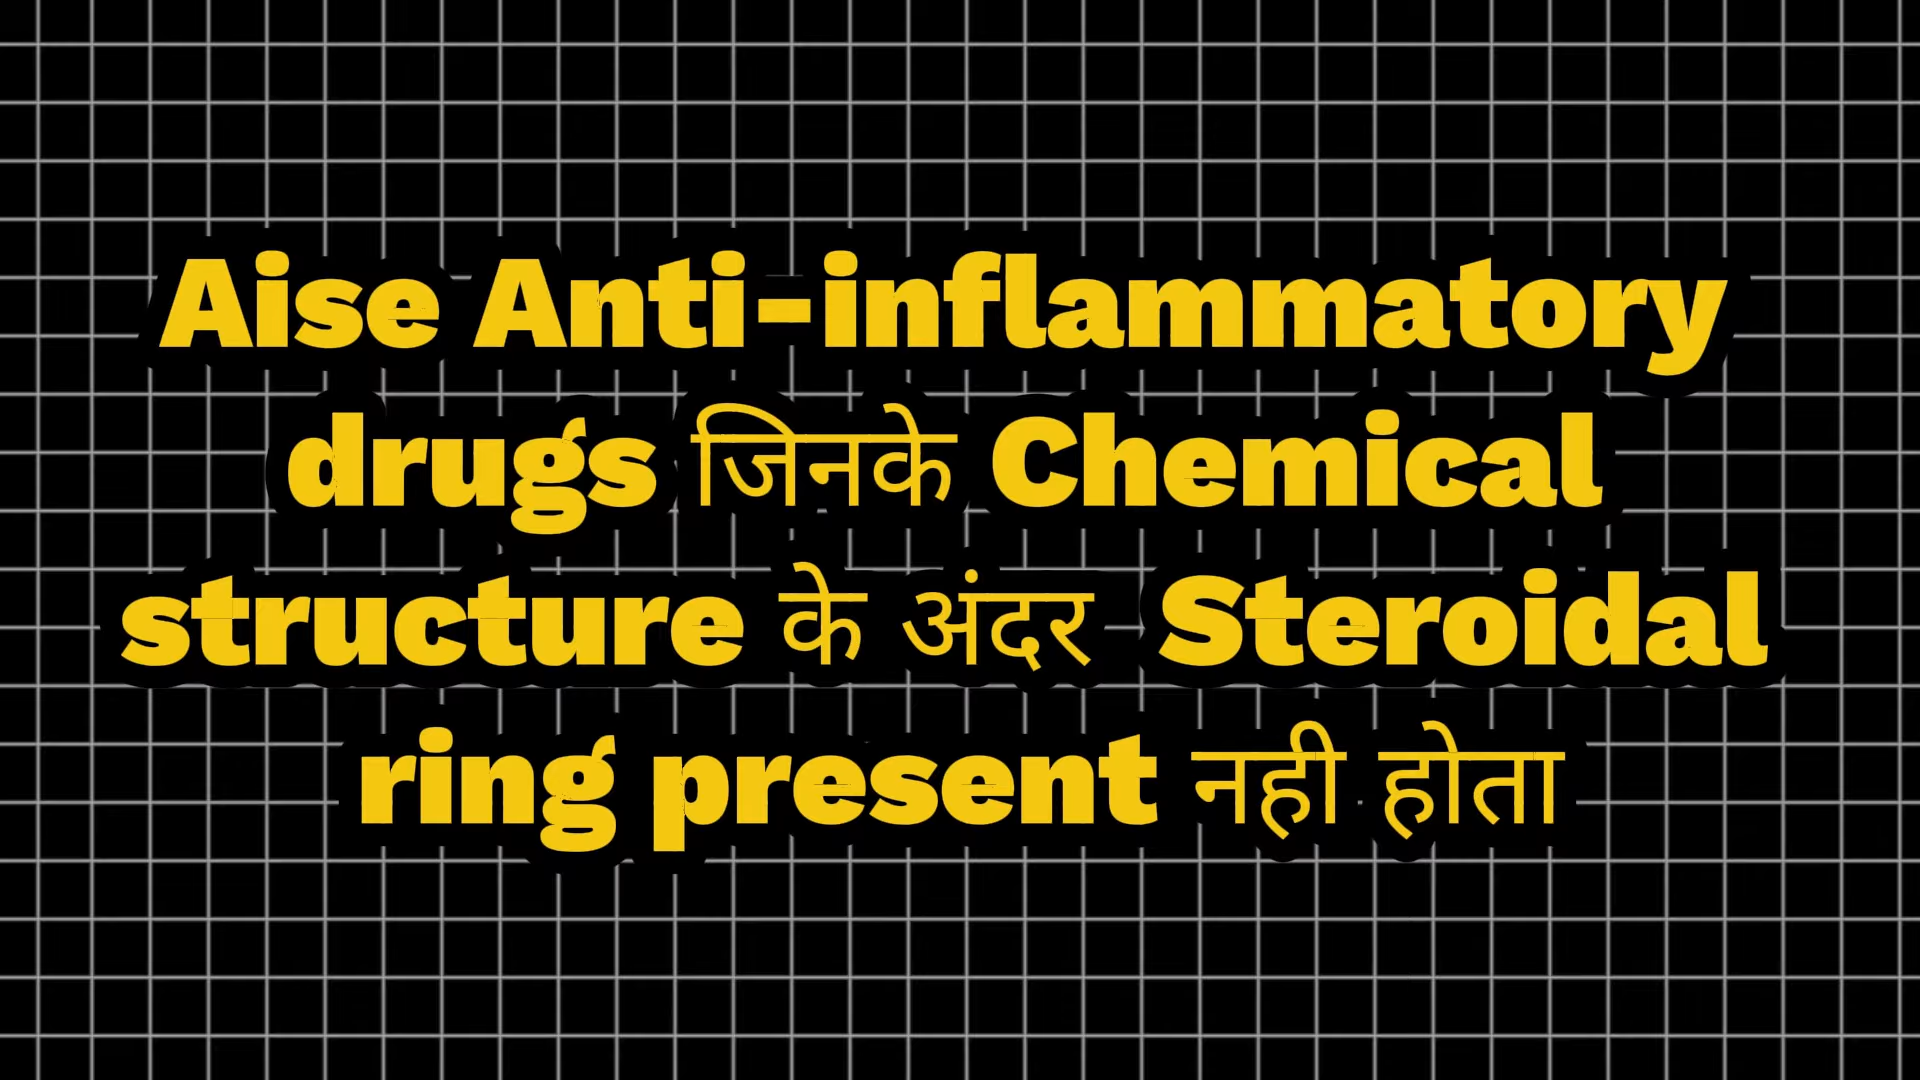 Aise Anti-inflammatory
drugs जिनके Chemical
structure के अंदर Steroidal
ring present नही होता